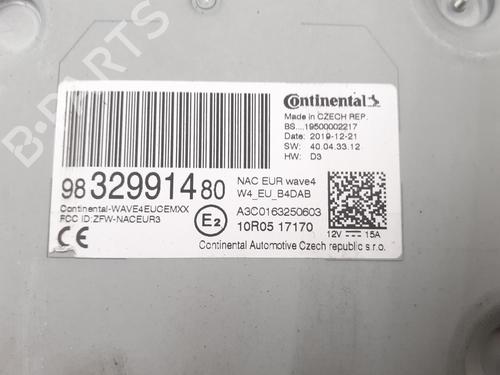 B-PARTS
Continental
Made in CZECH REP.
BS....19500002217
Date: 2019-12-21
SW: 40.04.33.12
HW: D3
98 329914 80
NAC EUR wave4
W4_EU_B4DAB
Continental-WAVE4EUCEMXX
FCC ID:ZFW-NACEUR3
A3C0163250603
CE
E2
10R05 17170
12V 15A
Continental Automotive Czech republic s.r.o.